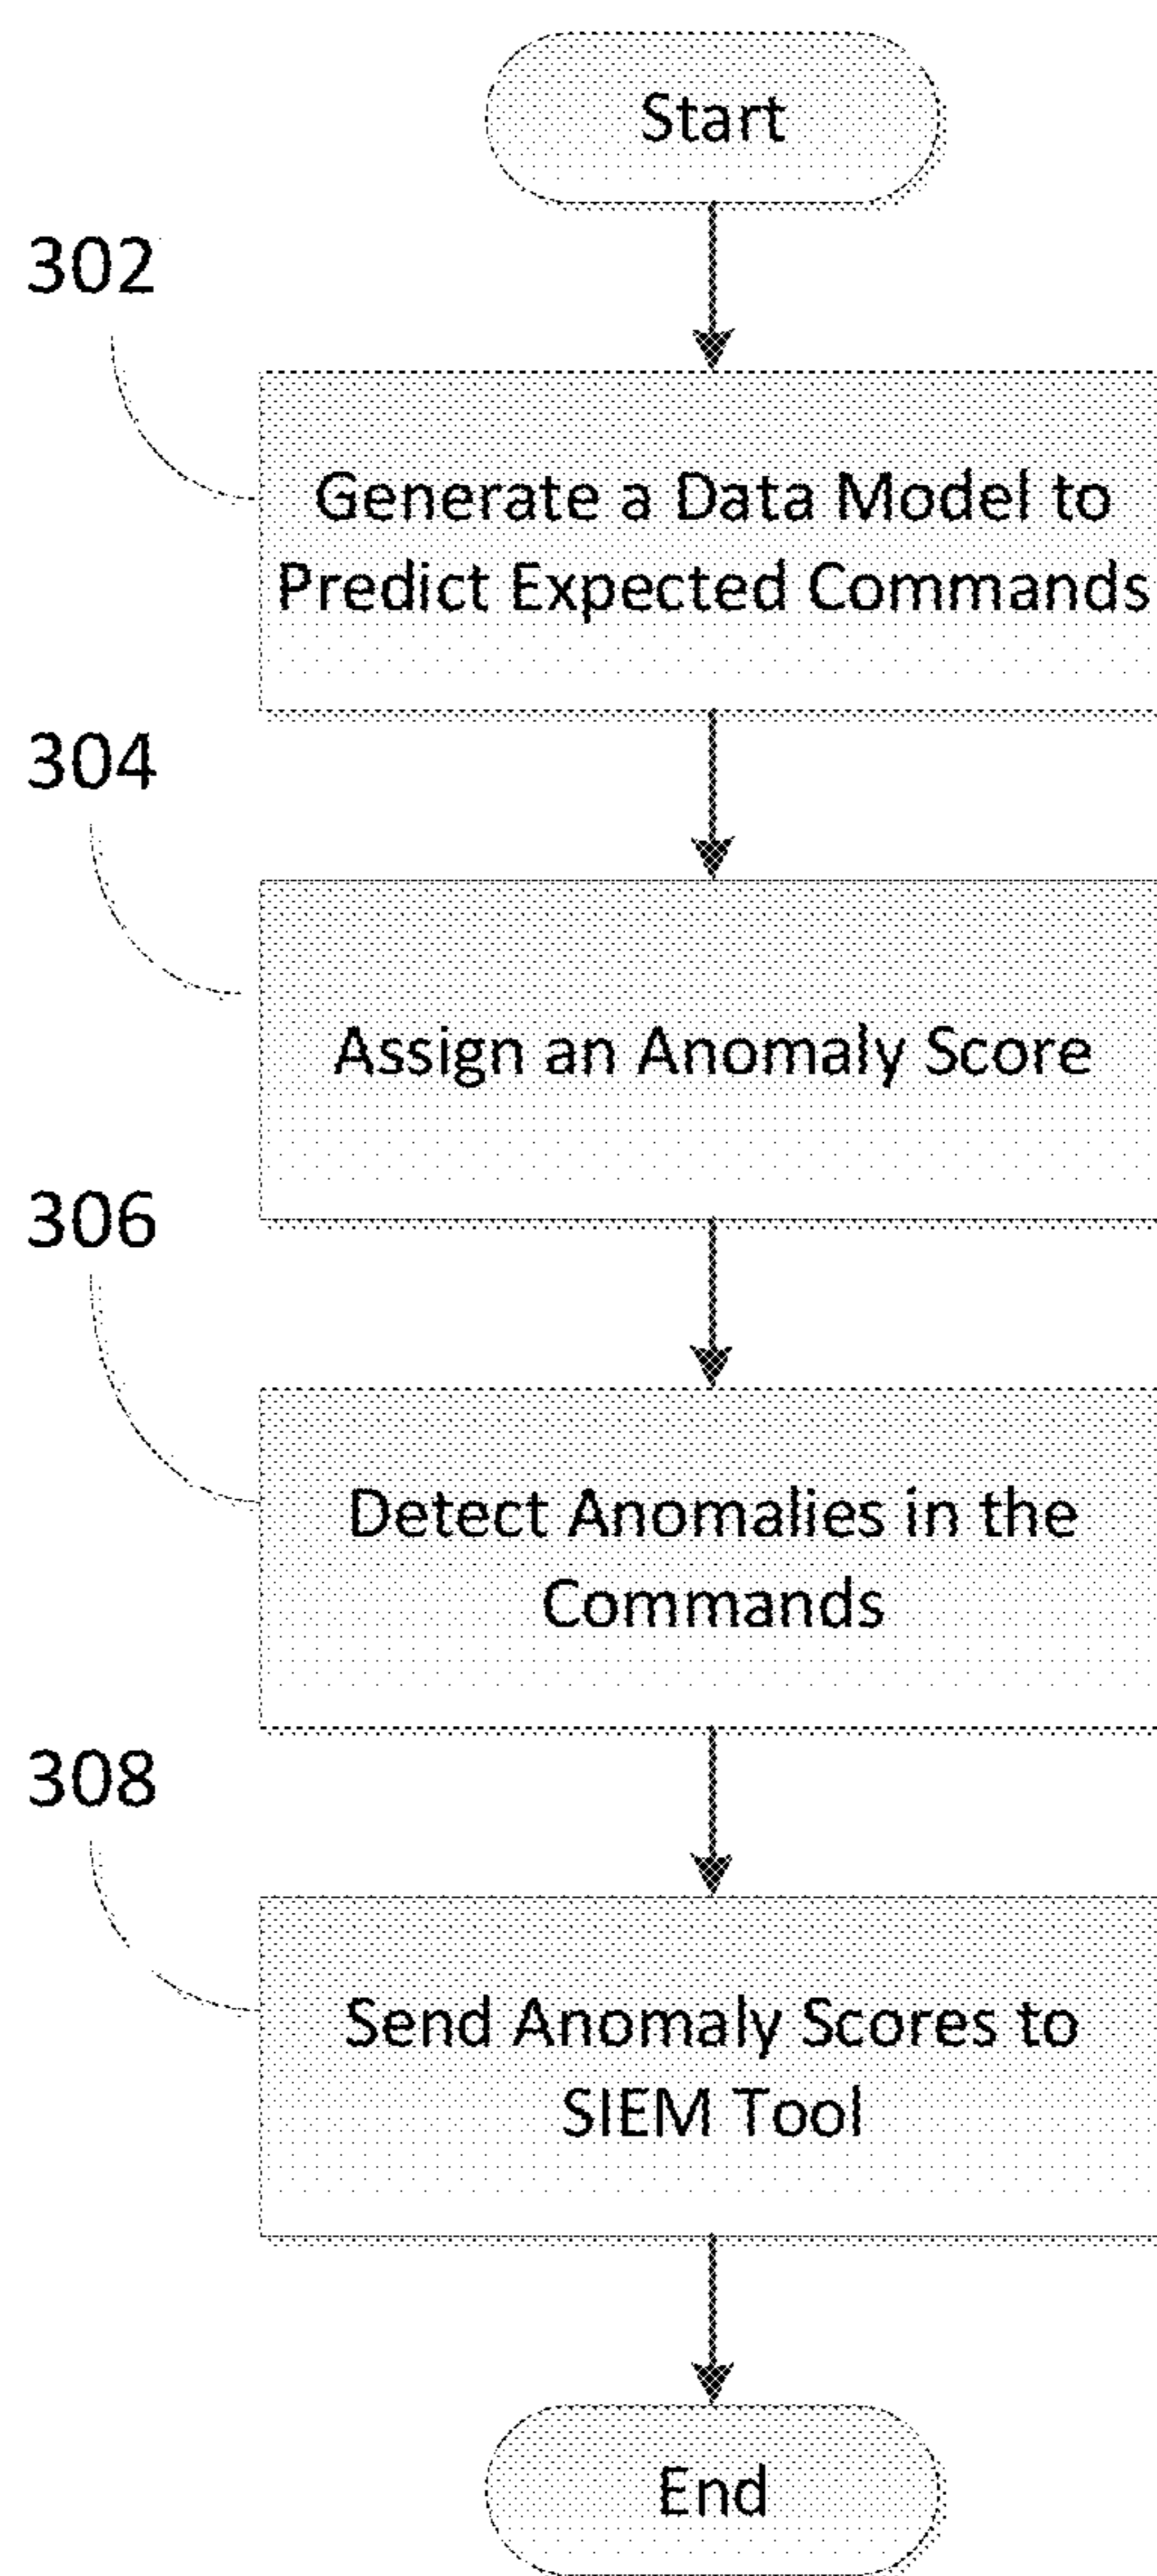 Start
302
Generate a Data Model to
Predict Expected Commands
304
Assign an Anomaly Score
306
Detect Anomalies in the
Commands
308
Send Anomaly Scores to
SIEM Tool
End